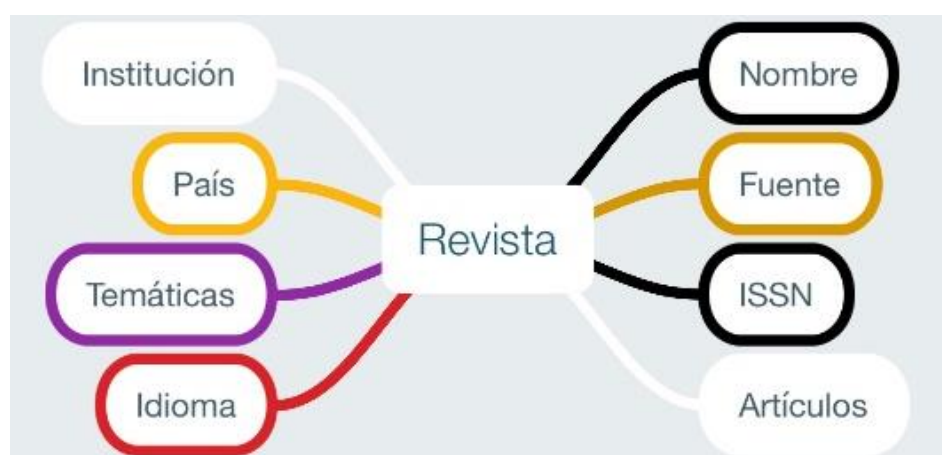 Institución
País
Temáticas
Idioma
Revista
Nombre
Fuente
ISSN
Artículos